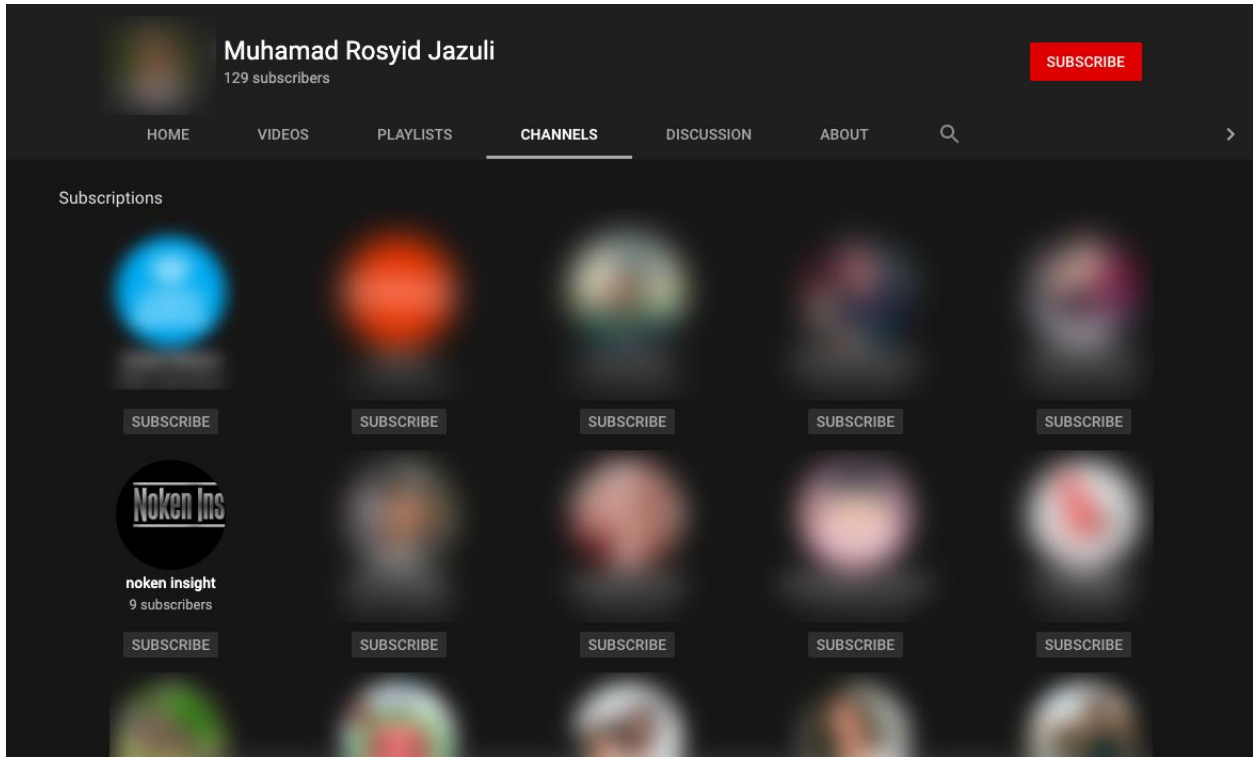 Muhamad Rosyid Jazuli
129 subscribers
SUBSCRIBE
HOME VIDEOS PLAYLISTS CHANNELS DISCUSSION ABOUT
Subscriptions
SUBSCRIBE SUBSCRIBE SUBSCRIBE SUBSCRIBE SUBSCRIBE
Noken Ins
noken insight
9 subscribers
SUBSCRIBE SUBSCRIBE SUBSCRIBE SUBSCRIBE SUBSCRIBE